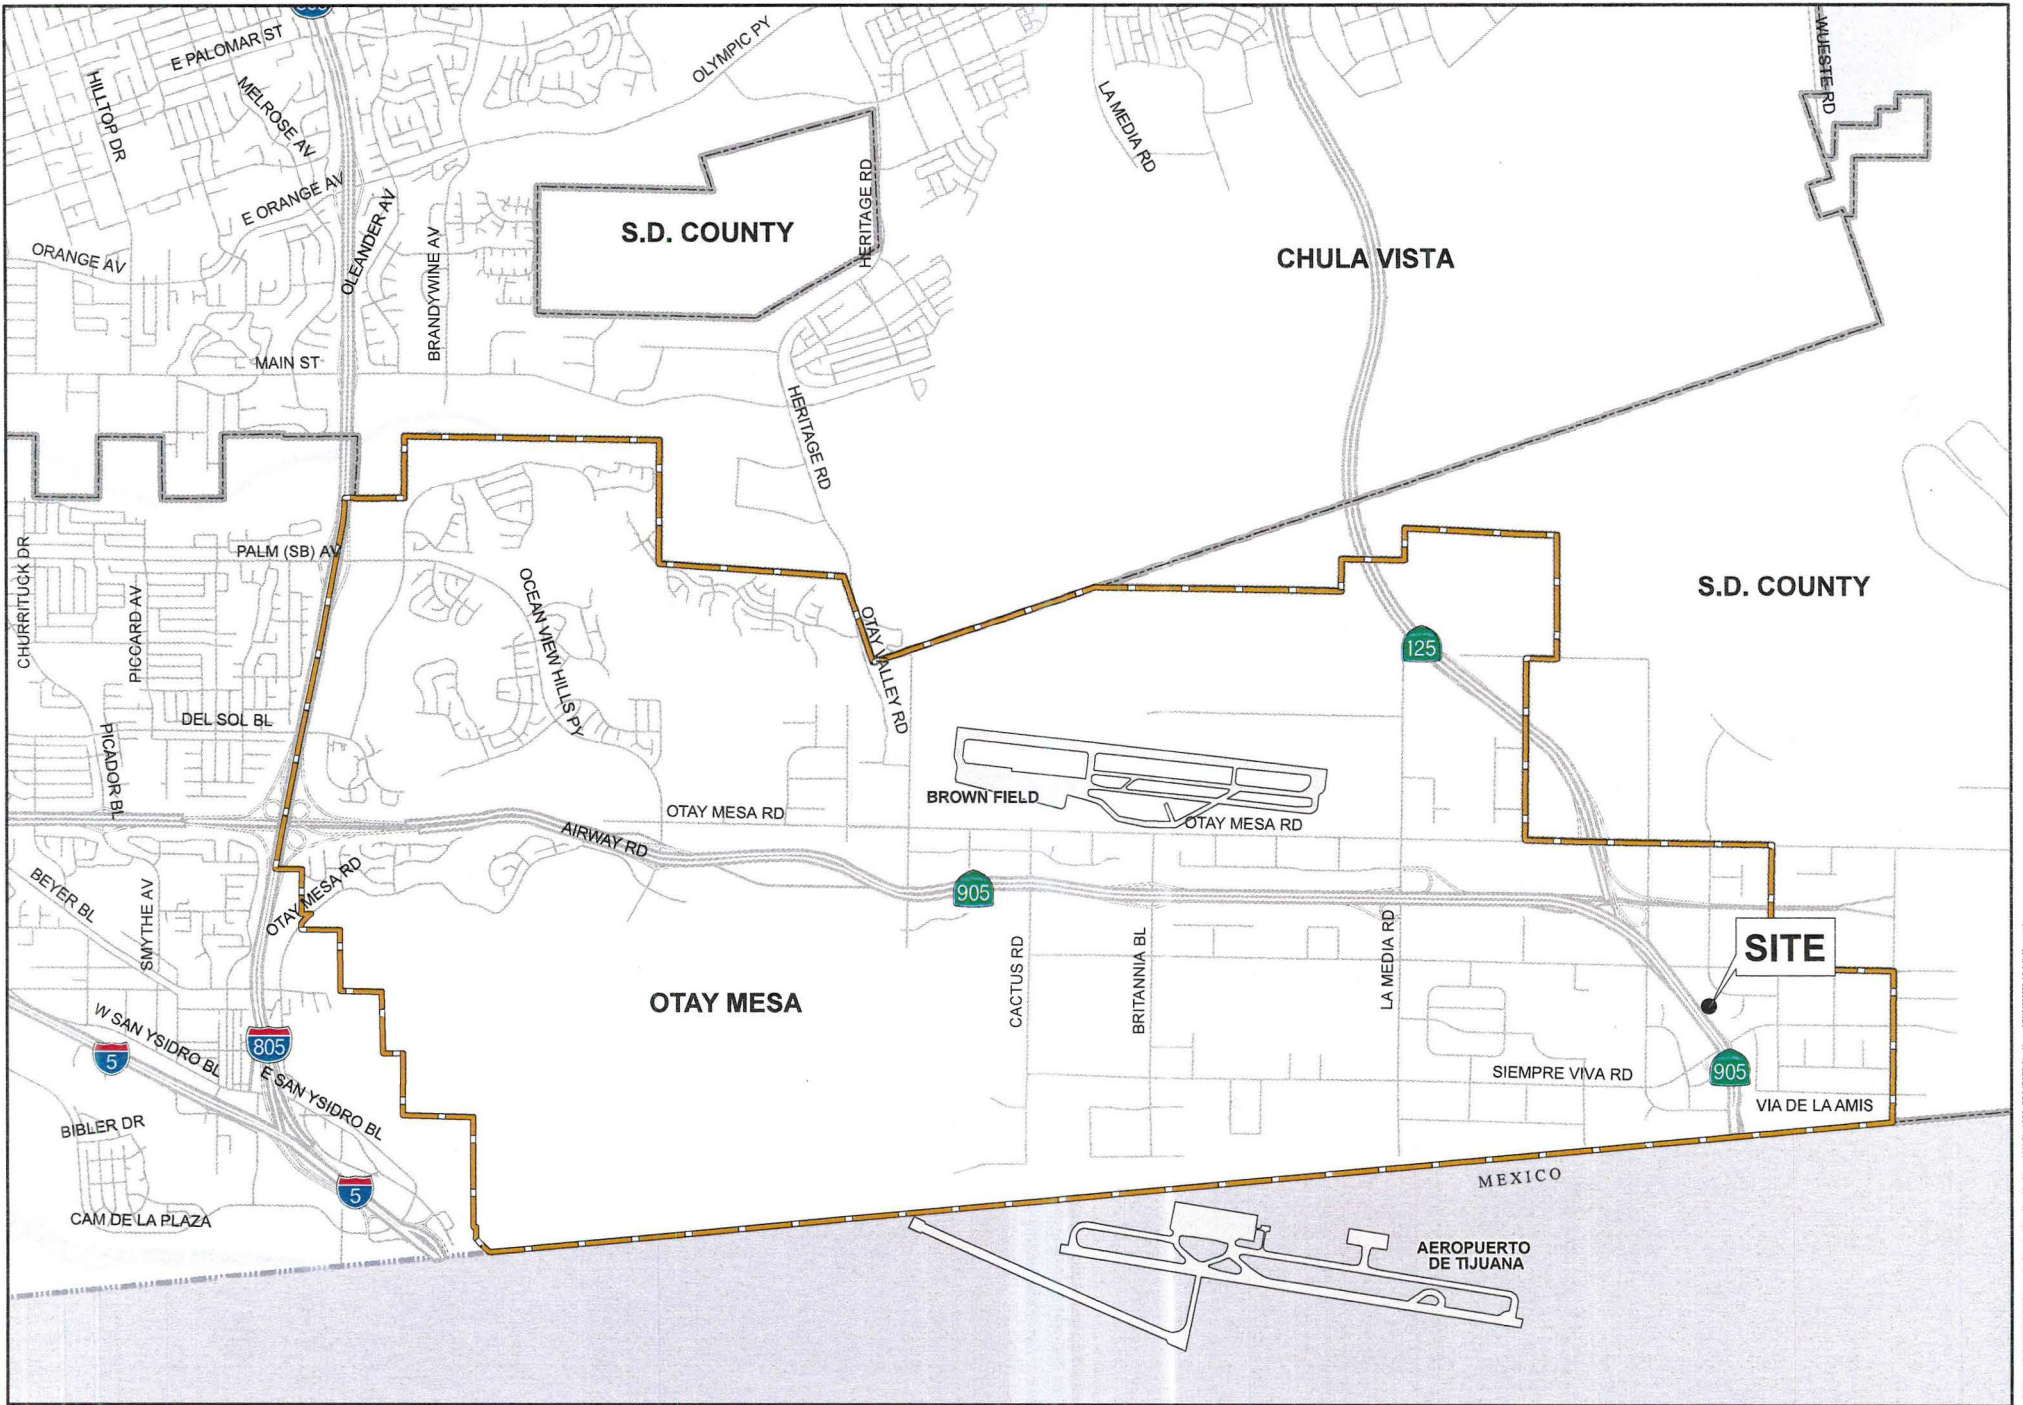 805
E PALOMAR ST
OLYMPIC PY
WUESTE RD
HILLTOP DR
MELROSE AV
LA MEDIA RD
E ORANGE AV
OLEANDER AV
HERITAGE RD
S.D. COUNTY
BRANDYWINE AV
ORANGE AV
CHULA VISTA
MAIN ST
HERITAGE RD
PALM (SB) AV
CHURRITUCK DR
PICCARD AV
OCEAN VIEW HILLS PY
OTAY VALLEY RD
S.D. COUNTY
125
DEL SOL BL
PICADOR BL
BROWN FIELD
OTAY MESA RD
OTAY MESA RD
AIRWAY RD
905
BEYER BL
SMYTHE AV
OTAY MESA RD
CACTUS RD
BRITANNIA BL
LA MEDIA RD
SITE
OTAY MESA
W SAN YSIDRO BL
5
805
E SAN YSIDRO BL
SIEMPRE VIVA RD
905
VIA DE LA AMIS
BIBLER DR
5
MEXICO
CAM DE LA PLAZA
AEROPUERTO
DE TIJUANA